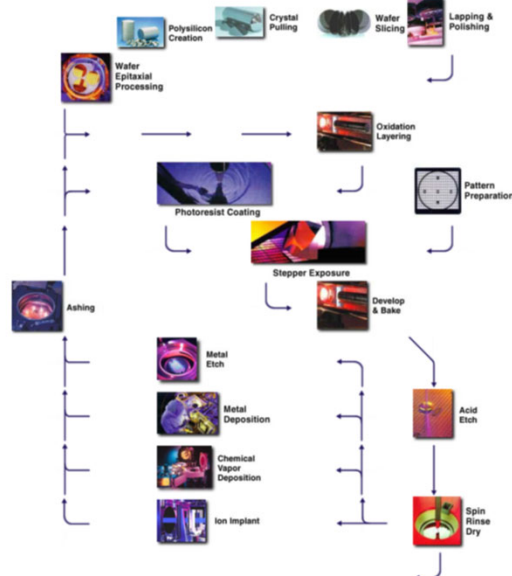 Polysilicon
Creation
Crystal
Pulling
Wafer
Slicing
Lapping &
Polishing
Wafer
Epitaxial
Processing
Oxidation
Layering
Photoresist Coating
Pattern
Preparation
Stepper Exposure
Ashing
Develop
& Bake
Metal
Etch
Metal
Deposition
Acid
Etch
Chemical
Vapor
Deposition
Ion Implant
Spin
Rinse
Dry